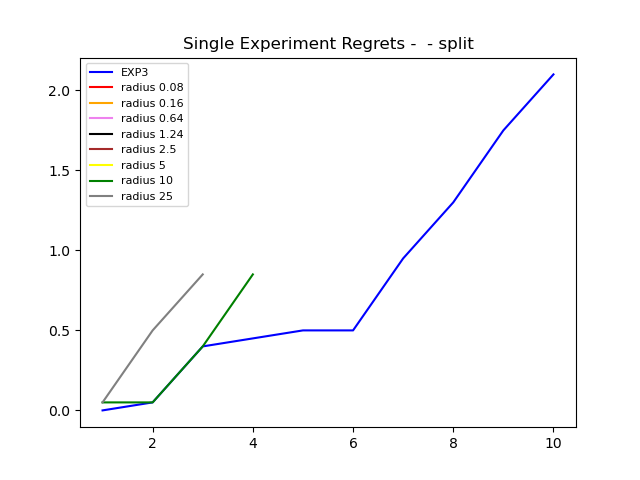 Single Experiment Regrets -  - split
EXP3
radius 0.08
radius 0.16
radius 0.64
radius 1.24
radius 2.5
radius 5
radius 10
radius 25
2.0
1.5
1.0
0.5
0.0
2
4
6
8
10